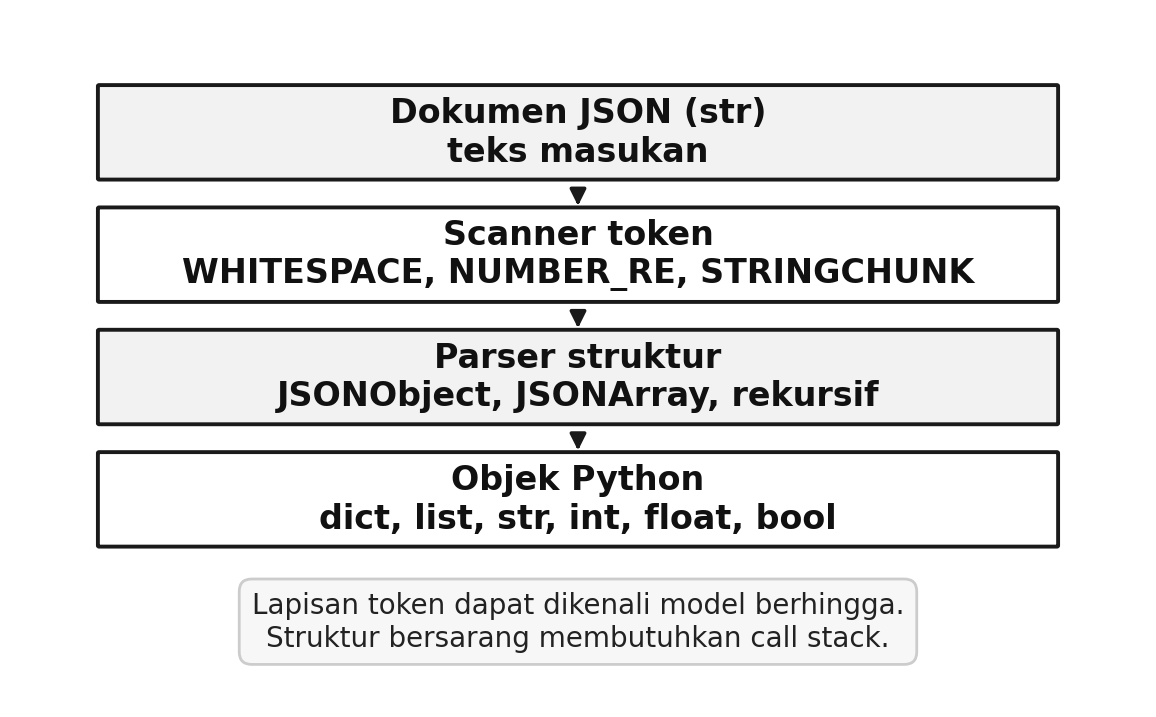 Dokumen JSON (str)
teks masukan
Scanner token
WHITESPACE, NUMBER_RE, STRINGCHUNK
Parser struktur
JSONObject, JSONArray, rekursif
Objek Python
dict, list, str, int, float, bool
Lapisan token dapat dikenali model berhingga.
Struktur bersarang membutuhkan call stack.